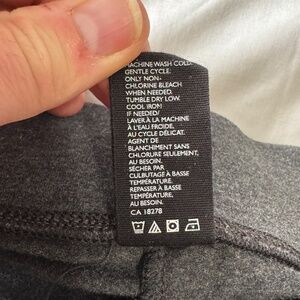 MACHINE WASH COLD
GENTLE CYCLE.
ONLY NON-
CHLORINE BLEACH
WHEN NEEDED.
TUMBLE DRY LOW.
COOL IRON
IF NEEDED/
LAVER À LA MACHINE
À L'EAU FROIDE,
AU CYCLE DÉLICAT.
AGENT DE
BLANCHIMENT SANS
CHLORURE SEULEMENT,
AU BESOIN.
SÉCHER PAR
CULBUTAGE À BASSE
TEMPÉRATURE.
REPASSER À BASSE
TEMPÉRATURE,
AU BESOIN.
CA 18278